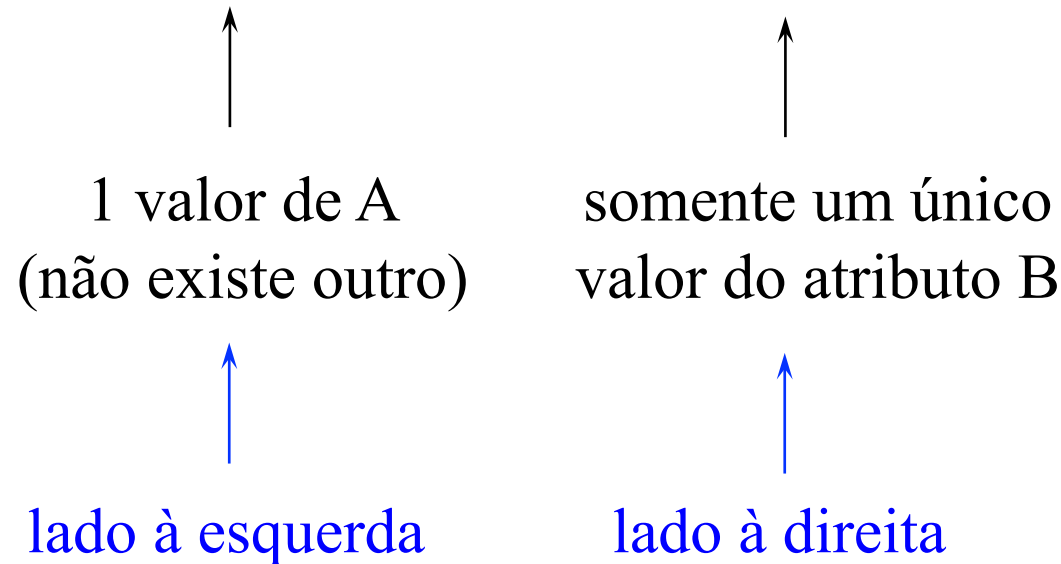 1 valor de A
(não existe outro)
somente um único
valor do atributo B
lado à esquerda
lado à direita